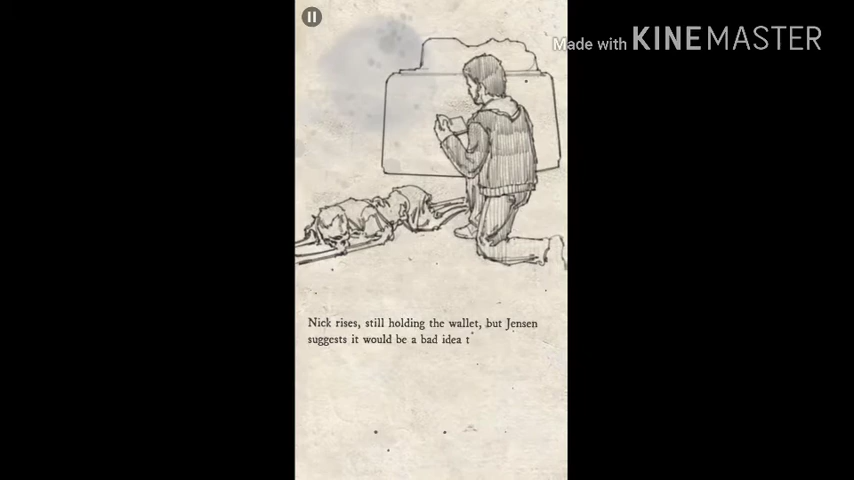 Made with KINEMASTER
Nick rises, still holding the wallet, but Jensen
suggests it would be a bad idea t